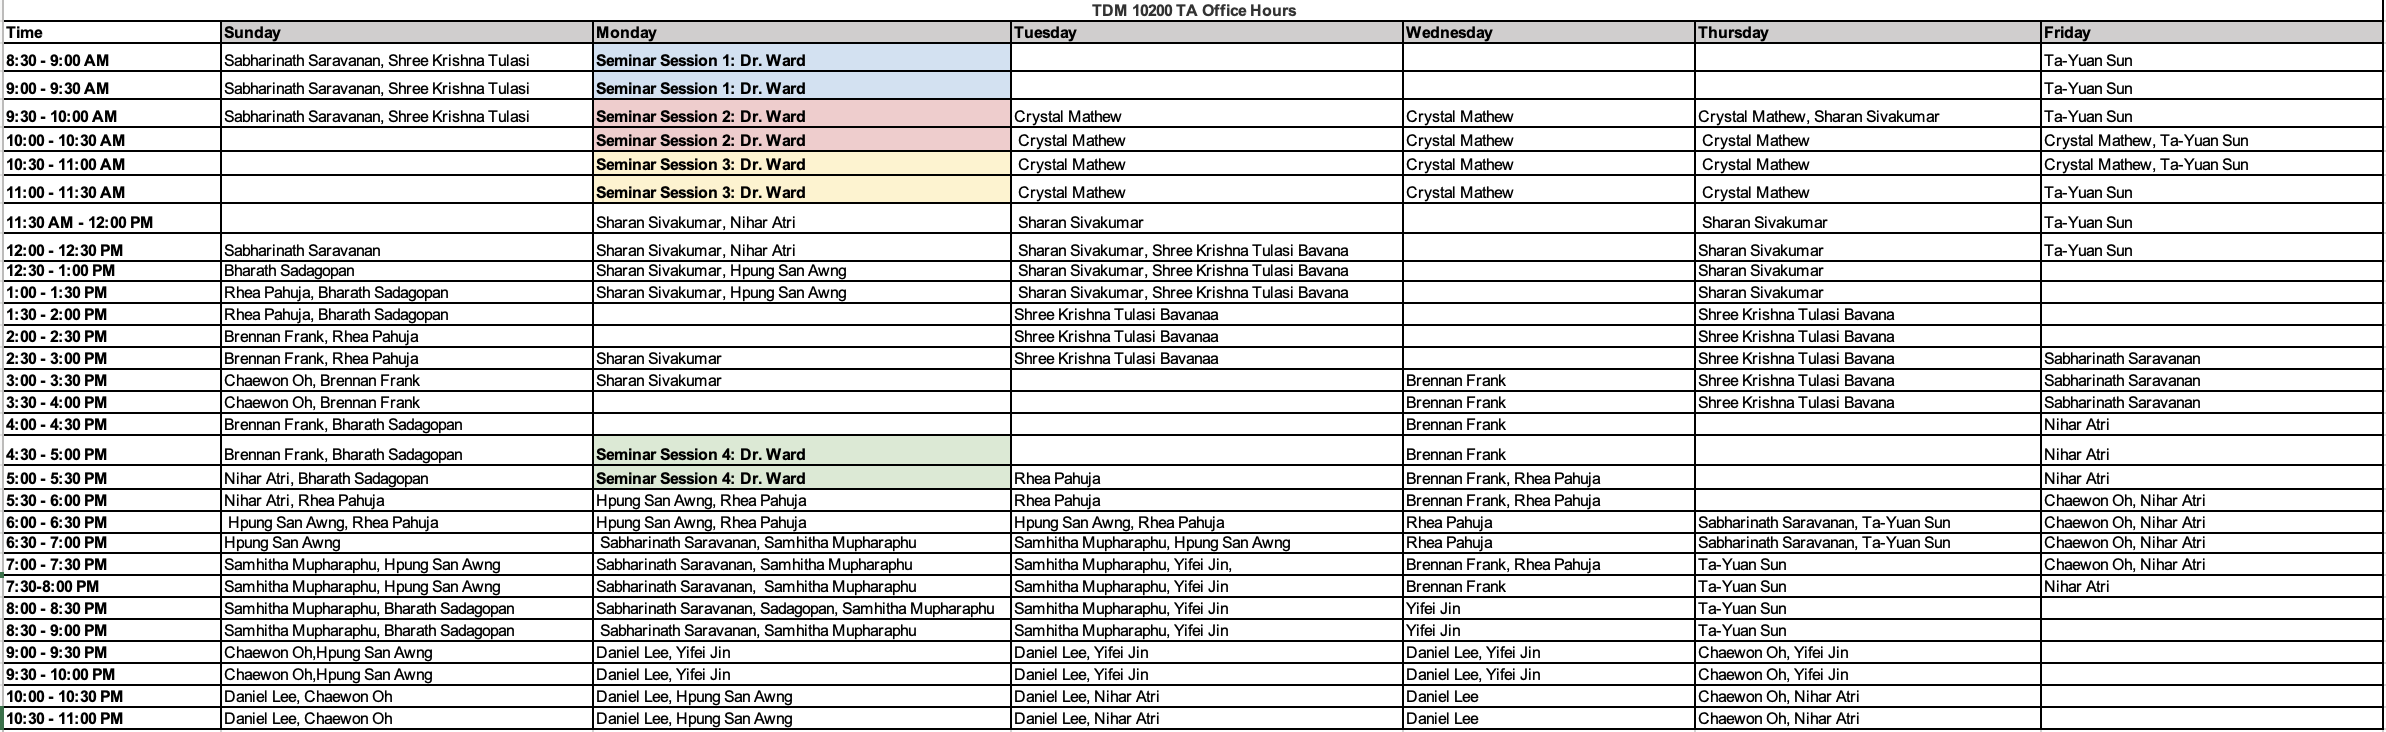 TDM 10200 TA Office Hours
Time Sunday Monday Tuesday Wednesday Thursday Friday
8:30 - 9:00 AM Sabharinath Saravanan, Shree Krishna Tulasi Seminar Session 1: Dr. Ward Ta-Yuan Sun
9:00 - 9:30 AM Sabharinath Saravanan, Shree Krishna Tulasi Seminar Session 1: Dr. Ward Ta-Yuan Sun
9:30 - 10:00 AM Sabharinath Saravanan, Shree Krishna Tulasi Seminar Session 2: Dr. Ward Crystal Mathew Crystal Mathew Crystal Mathew, Sharan Sivakumar Ta-Yuan Sun
10:00 - 10:30 AM Seminar Session 2: Dr. Ward Crystal Mathew Crystal Mathew Crystal Mathew Crystal Mathew, Ta-Yuan Sun
10:30 - 11:00 AM Seminar Session 3: Dr. Ward Crystal Mathew Crystal Mathew Crystal Mathew Crystal Mathew, Ta-Yuan Sun
11:00 - 11:30 AM Seminar Session 3: Dr. Ward Crystal Mathew Crystal Mathew Crystal Mathew Ta-Yuan Sun
11:30 AM - 12:00 PM Sharan Sivakumar, Nihar Atri Sharan Sivakumar Sharan Sivakumar Ta-Yuan Sun
12:00 - 12:30 PM Sabharinath Saravanan Sharan Sivakumar, Nihar Atri Sharan Sivakumar, Shree Krishna Tulasi Bavana Sharan Sivakumar Ta-Yuan Sun
12:30 - 1:00 PM Bharath Sadagopan Sharan Sivakumar, Hpung San Awng Sharan Sivakumar, Shree Krishna Tulasi Bavana Sharan Sivakumar
1:00 - 1:30 PM Rhea Pahuja, Bharath Sadagopan Sharan Sivakumar, Hpung San Awng Sharan Sivakumar, Shree Krishna Tulasi Bavana Sharan Sivakumar
1:30 - 2:00 PM Rhea Pahuja, Bharath Sadagopan Shree Krishna Tulasi Bavanaa Shree Krishna Tulasi Bavana
2:00 - 2:30 PM Brennan Frank, Rhea Pahuja Shree Krishna Tulasi Bavanaa Shree Krishna Tulasi Bavana
2:30 - 3:00 PM Brennan Frank, Rhea Pahuja Sharan Sivakumar Shree Krishna Tulasi Bavanaa Shree Krishna Tulasi Bavana Sabharinath Saravanan
3:00 - 3:30 PM Chaewon Oh, Brennan Frank Sharan Sivakumar Brennan Frank Shree Krishna Tulasi Bavana Sabharinath Saravanan
3:30 - 4:00 PM Chaewon Oh, Brennan Frank Brennan Frank Shree Krishna Tulasi Bavana Sabharinath Saravanan
4:00 - 4:30 PM Brennan Frank, Bharath Sadagopan Brennan Frank Nihar Atri
4:30 - 5:00 PM Brennan Frank, Bharath Sadagopan Seminar Session 4: Dr. Ward Brennan Frank Nihar Atri
5:00 - 5:30 PM Nihar Atri, Bharath Sadagopan Seminar Session 4: Dr. Ward Rhea Pahuja Brennan Frank, Rhea Pahuja Nihar Atri
5:30 - 6:00 PM Nihar Atri, Rhea Pahuja Hpung San Awng, Rhea Pahuja Rhea Pahuja Brennan Frank, Rhea Pahuja Chaewon Oh, Nihar Atri
6:00 - 6:30 PM Hpung San Awng, Rhea Pahuja Hpung San Awng, Rhea Pahuja Hpung San Awng, Rhea Pahuja Rhea Pahuja Sabharinath Saravanan, Ta-Yuan Sun Chaewon Oh, Nihar Atri
6:30 - 7:00 PM Hpung San Awng Sabharinath Saravanan, Samhitha Mupharaphu Samhitha Mupharaphu, Hpung San Awng Rhea Pahuja Sabharinath Saravanan, Ta-Yuan Sun Chaewon Oh, Nihar Atri
7:00 - 7:30 PM Samhitha Mupharaphu, Hpung San Awng Sabharinath Saravanan, Samhitha Mupharaphu Samhitha Mupharaphu, Yifei Jin, Brennan Frank, Rhea Pahuja Ta-Yuan Sun Chaewon Oh, Nihar Atri
7:30-8:00 PM Samhitha Mupharaphu, Hpung San Awng Sabharinath Saravanan, Samhitha Mupharaphu Samhitha Mupharaphu, Yifei Jin Brennan Frank Ta-Yuan Sun Nihar Atri
8:00 - 8:30 PM Samhitha Mupharaphu, Bharath Sadagopan Sabharinath Saravanan, Sadagopan, Samhitha Mupharaphu Samhitha Mupharaphu, Yifei Jin Yifei Jin Ta-Yuan Sun
8:30 - 9:00 PM Samhitha Mupharaphu, Bharath Sadagopan Sabharinath Saravanan, Samhitha Mupharaphu Samhitha Mupharaphu, Yifei Jin Yifei Jin Ta-Yuan Sun
9:00 - 9:30 PM Chaewon Oh,Hpung San Awng Daniel Lee, Yifei Jin Daniel Lee, Yifei Jin Daniel Lee, Yifei Jin Chaewon Oh, Yifei Jin
9:30 - 10:00 PM Chaewon Oh,Hpung San Awng Daniel Lee, Yifei Jin Daniel Lee, Yifei Jin Daniel Lee, Yifei Jin Chaewon Oh, Yifei Jin
10:00 - 10:30 PM Daniel Lee, Chaewon Oh Daniel Lee, Hpung San Awng Daniel Lee, Nihar Atri Daniel Lee Chaewon Oh, Nihar Atri
10:30 - 11:00 PM Daniel Lee, Chaewon Oh Daniel Lee, Hpung San Awng Daniel Lee, Nihar Atri Daniel Lee Chaewon Oh, Nihar Atri